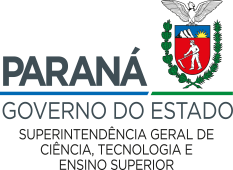 PARANÁ
GOVERNO DO ESTADO
SUPERINTENDÊNCIA GERAL DE
CIÊNCIA, TECNOLOGIA E
ENSINO SUPERIOR